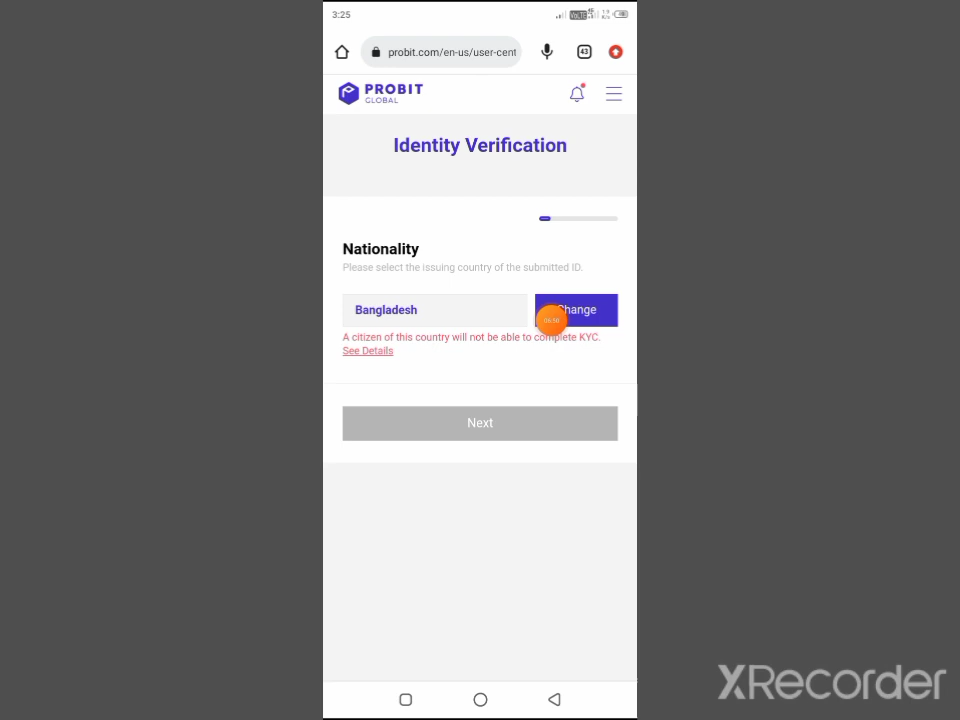 3:25
43
probit.com/en-us/user-cent
PROBIT
GLOBAL
Identity Verification
Nationality
Please select the issuing country of the submitted ID.
Bangladesh
Change
A citizen of this country will not be able to complete KYC.
See Details
Next
XRecorder